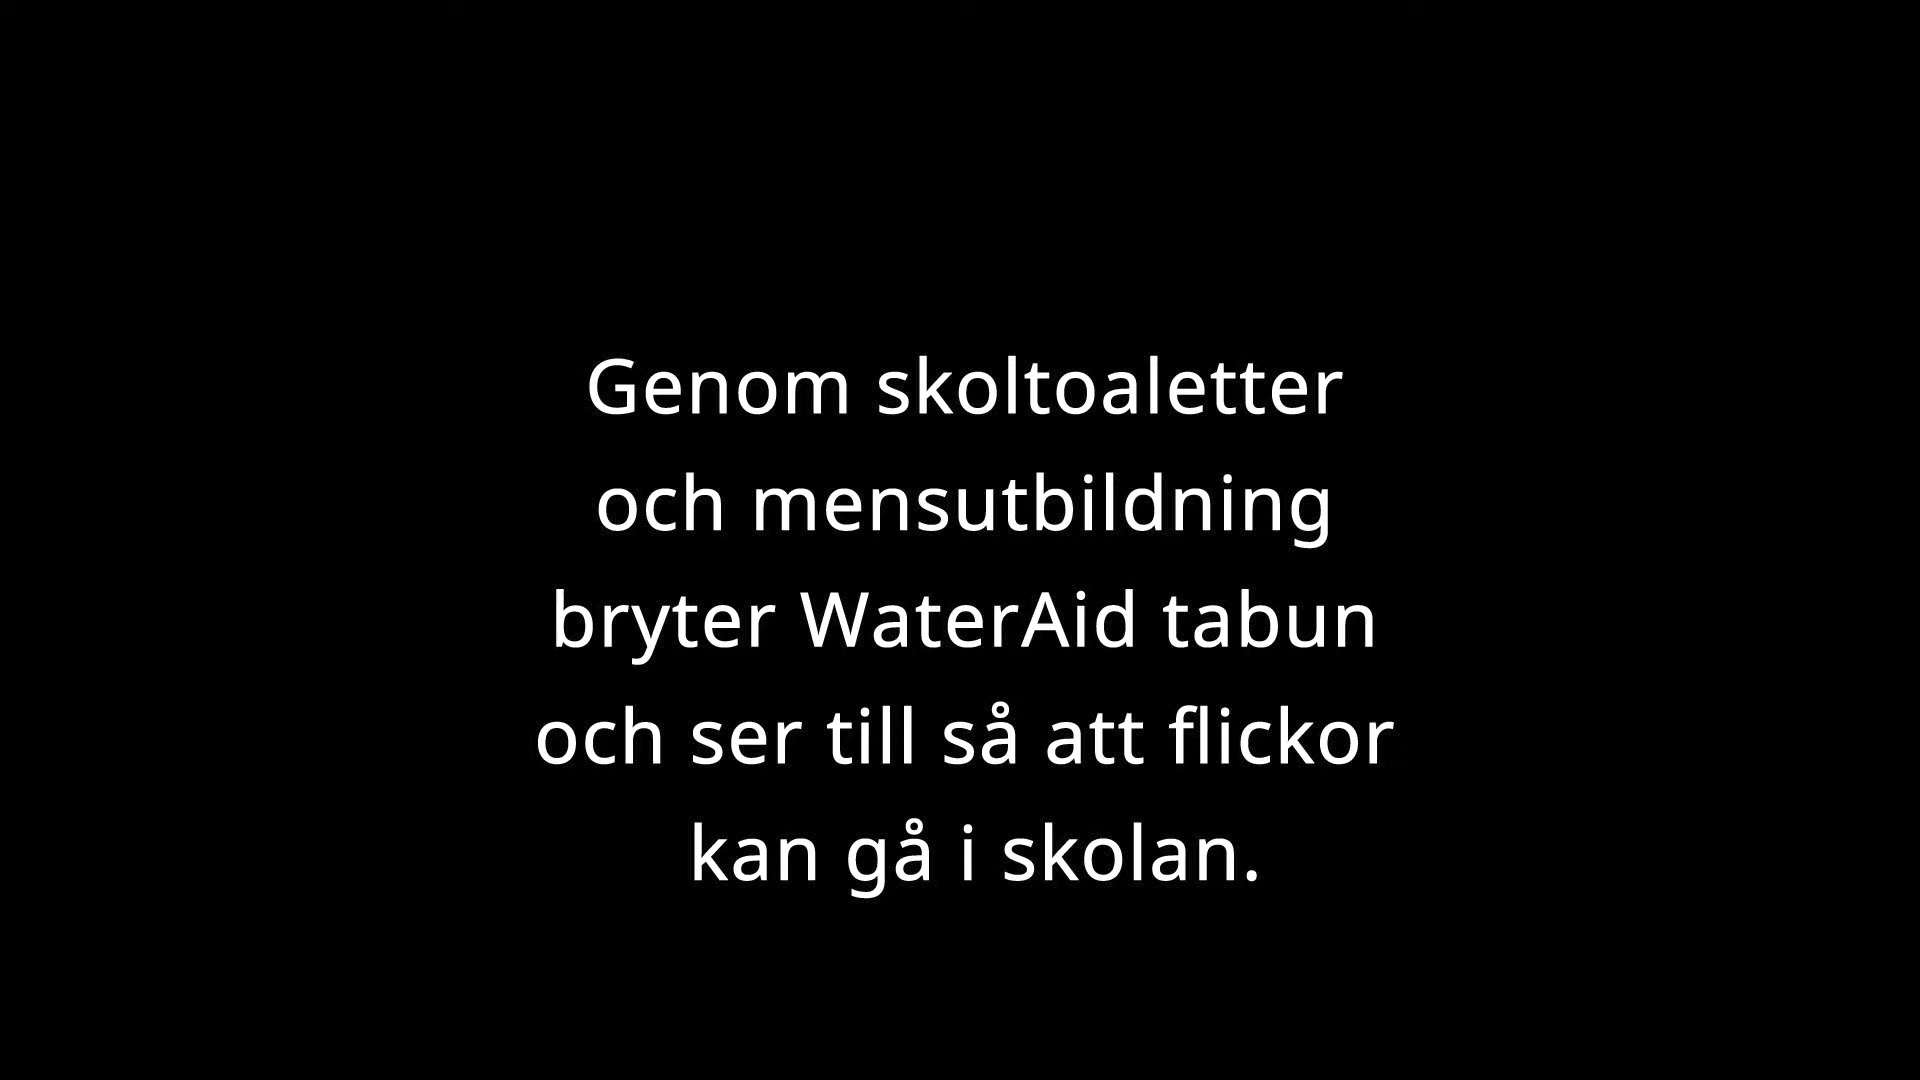 Genom skoltoaletter
och mensutbildning
bryter WaterAid tabun
och ser till så att flickor
kan gå i skolan.